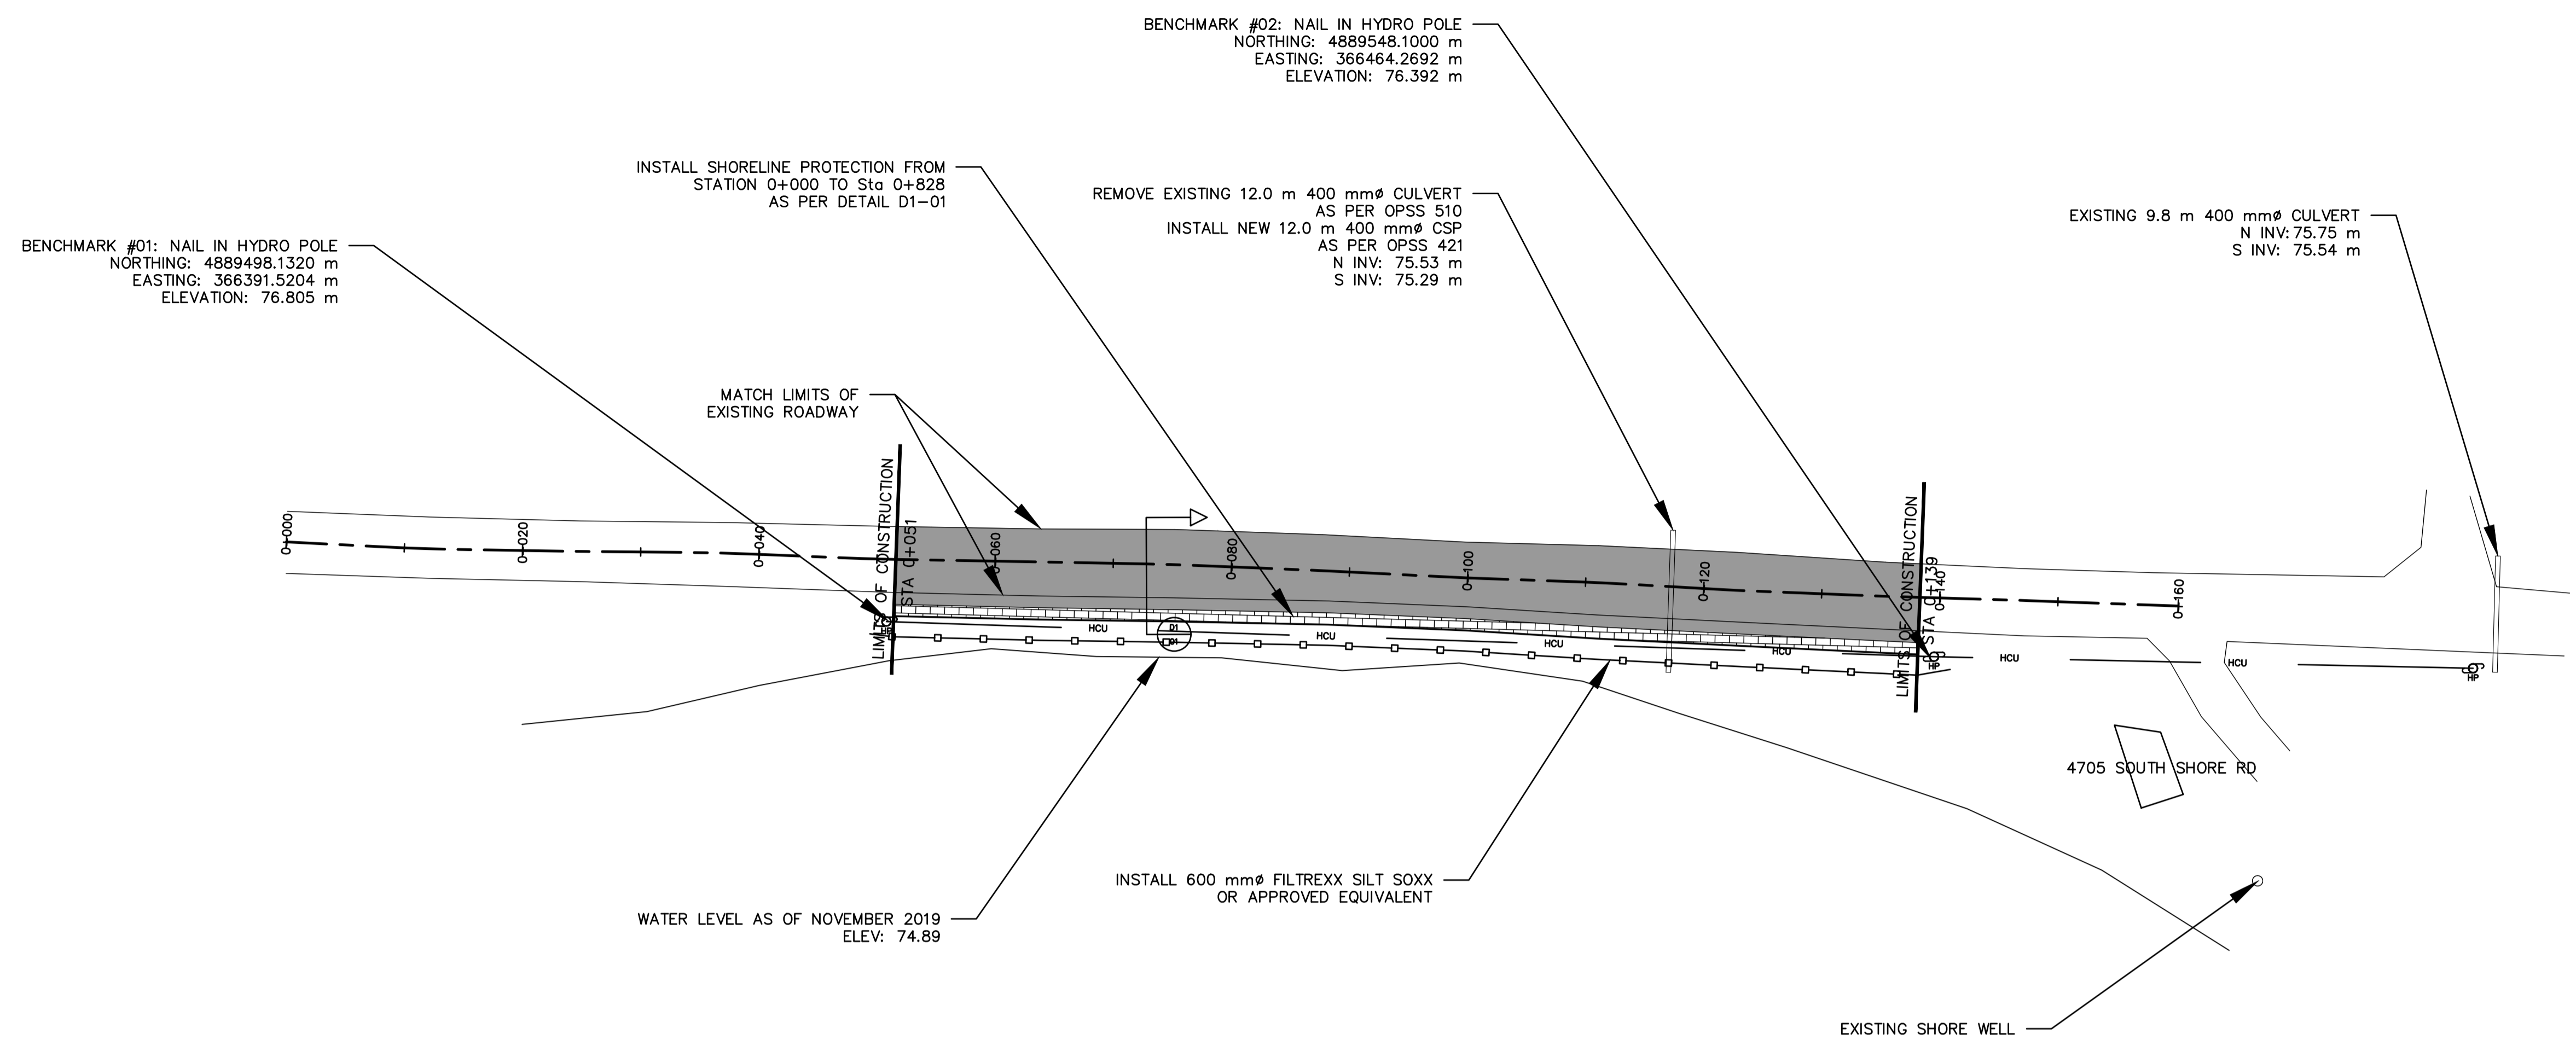 BENCHMARK #02: NAIL IN HYDRO POLE
NORTHING: 4889548.1000 m
EASTING: 366464.2692 m
ELEVATION: 76.392 m
INSTALL SHORELINE PROTECTION FROM
STATION 0+000 TO Sta 0+828
AS PER DETAIL D1-01
REMOVE EXISTING 12.0 m 400 mmø CULVERT
AS PER OPSS 510
INSTALL NEW 12.0 m 400 mmø CSP
AS PER OPSS 421
N INV: 75.53 m
S INV: 75.29 m
EXISTING 9.8 m 400 mmø CULVERT
N INV: 75.75 m
S INV: 75.54 m
BENCHMARK #01: NAIL IN HYDRO POLE
NORTHING: 4889498.1320 m
EASTING: 366391.5204 m
ELEVATION: 76.805 m
MATCH LIMITS OF
EXISTING ROADWAY
LIMITS OF CONSTRUCTION
STA 0+051
LIMITS OF CONSTRUCTION
STA 0+139
0+000
0+020
0+040
0+060
0+080
0+100
0+120
0+140
0+160
HP
HCU
D1
01
HCU
HCU
HCU
HP
HCU
HCU
HP
4705 SOUTH SHORE RD
INSTALL 600 mmø FILTREXX SILT SOXX
OR APPROVED EQUIVALENT
WATER LEVEL AS OF NOVEMBER 2019
ELEV: 74.89
EXISTING SHORE WELL